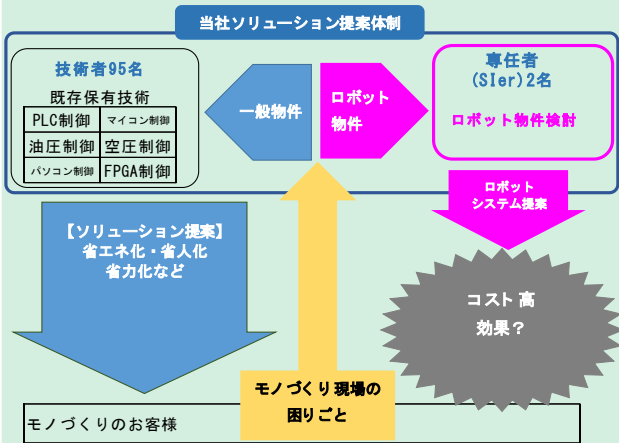 当社ソリューション提案体制
技術者95名
既存保有技術
PLC制御 マイコン制御
油圧制御 空圧制御
パソコン制御 FPGA制御
一般物件
ロボット
物件
専任者
(SIer)2名
ロボット物件検討
ロボット
システム提案
【ソリューション提案】
省エネ化・省人化
省力化など
コスト高
効果？
モノづくり現場の
困りごと
モノづくりのお客様